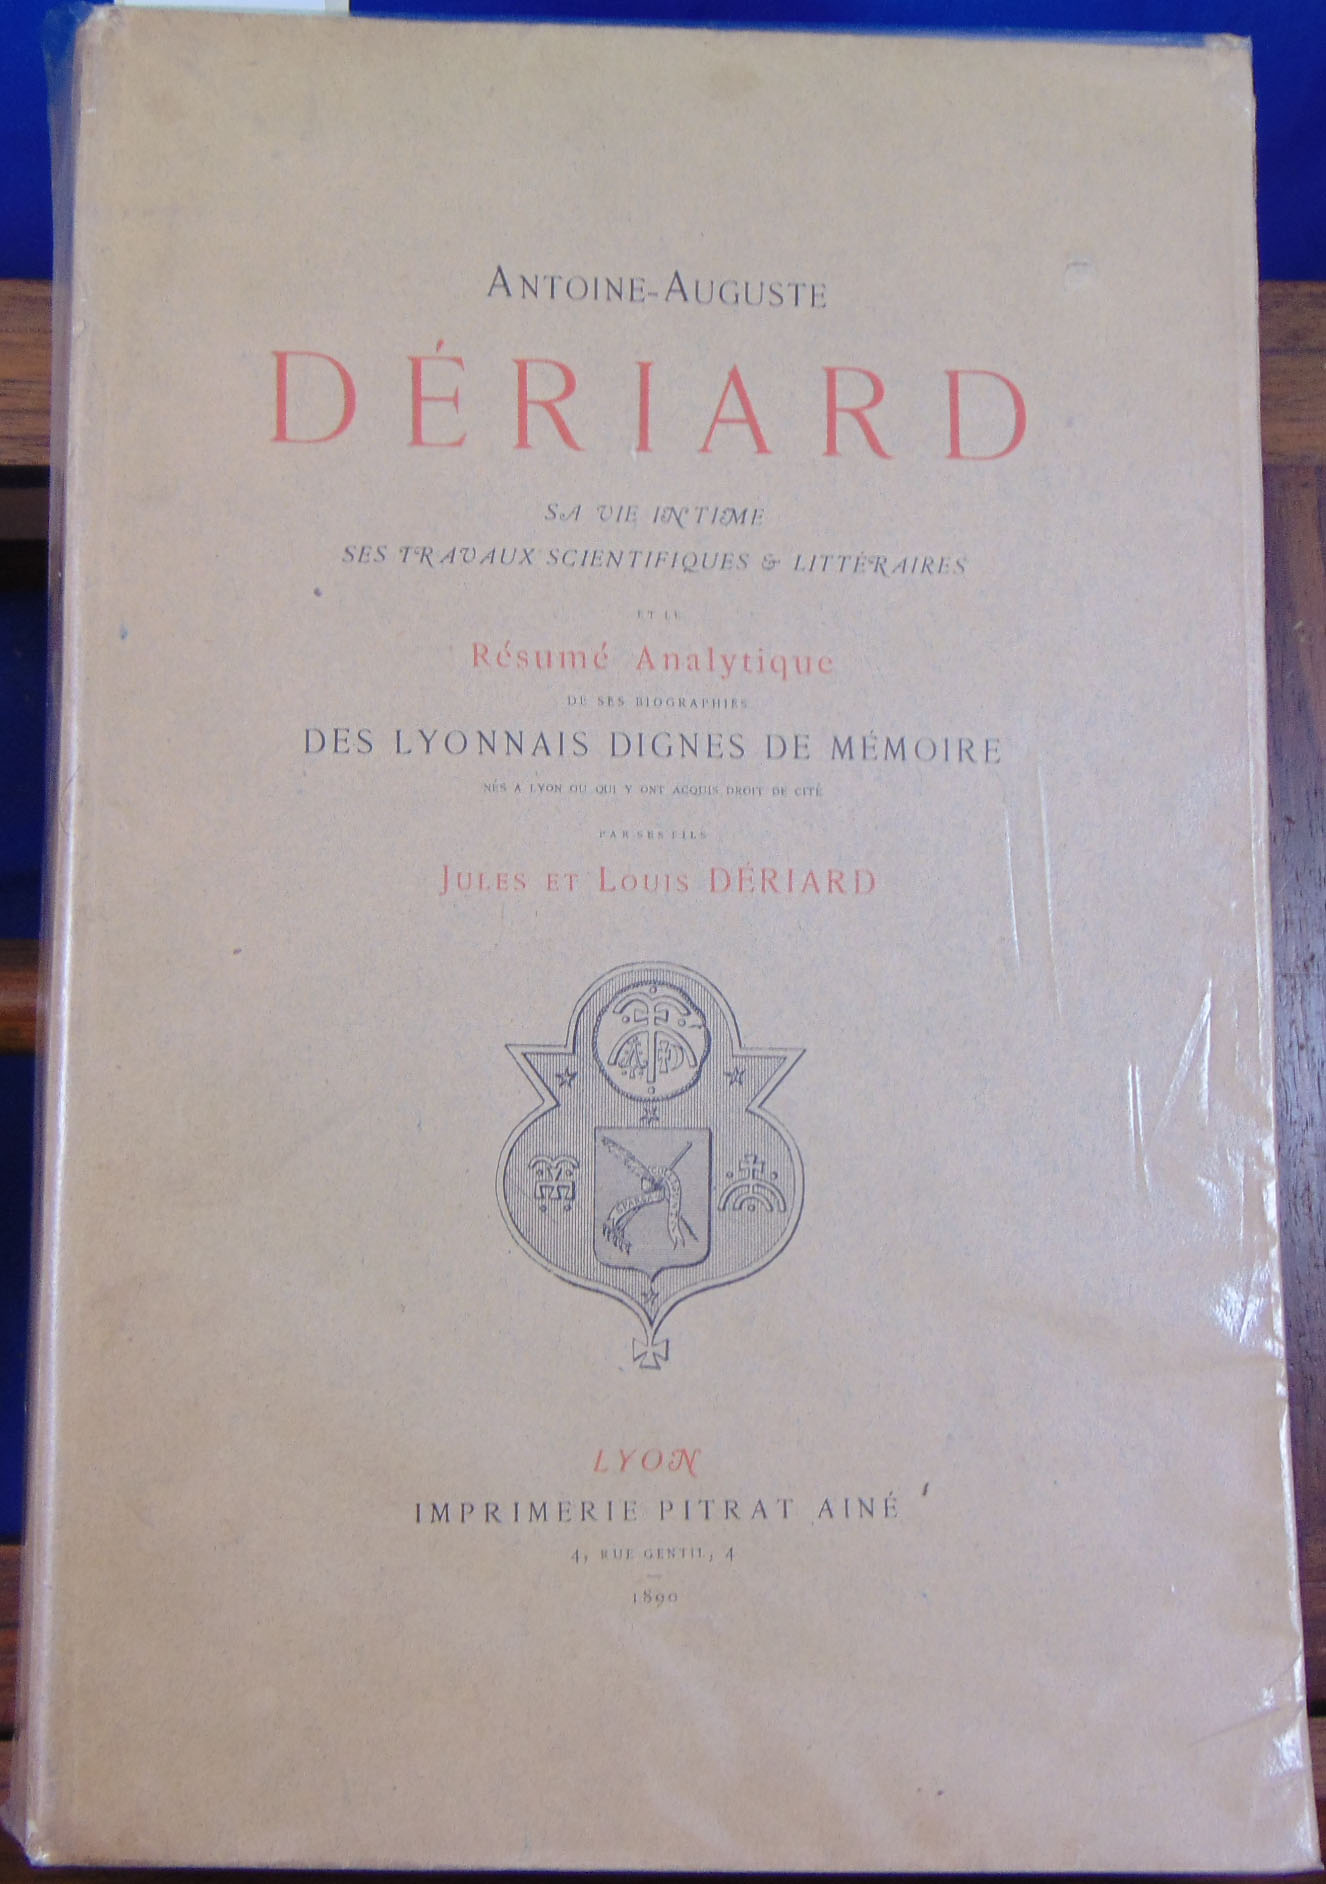 ANTOINE-AUGUSTE
DÉRIARD
SA VIE INTIME
SES TRAVAUX SCIENTIFIQUES & LITTÉRAIRES
ET LE
Résumé Analytique
DE SES BIOGRAPHIES
DES LYONNAIS DIGNES DE MÉMOIRE
NÉS A LYON OU QUI Y ONT ACQUIS DROIT DE CITÉ
PAR SES FILS
JULES ET LOUIS DÉRIARD
LYON
IMPRIMERIE PITRAT AINÉ
4, RUE GENTIL, 4
1890